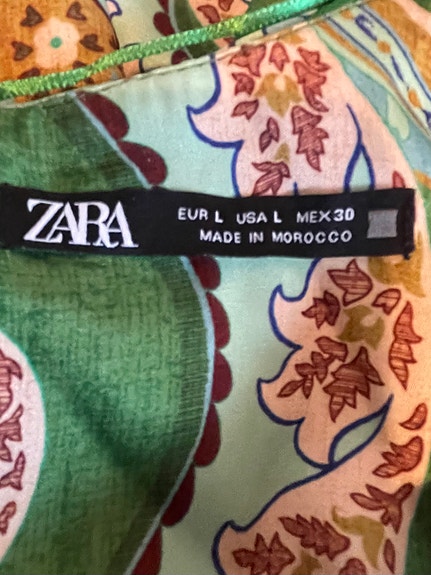 ZARA
EUR L USA L MEX 30
MADE IN MOROCCO